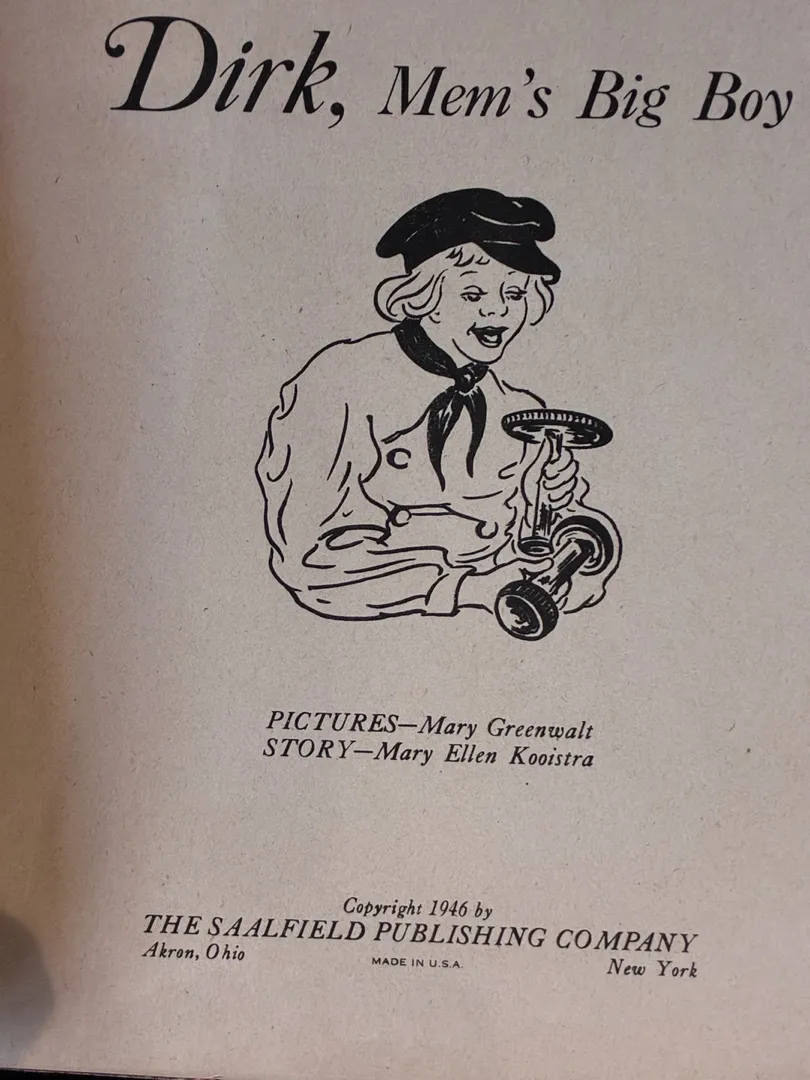 Dirk, Mem's Big Boy
PICTURES—Mary Greenwalt
STORY—Mary Ellen Kooistra
Copyright 1946 by
THE SAALFIELD PUBLISHING COMPANY
Akron, Ohio MADE IN U.S.A. New York